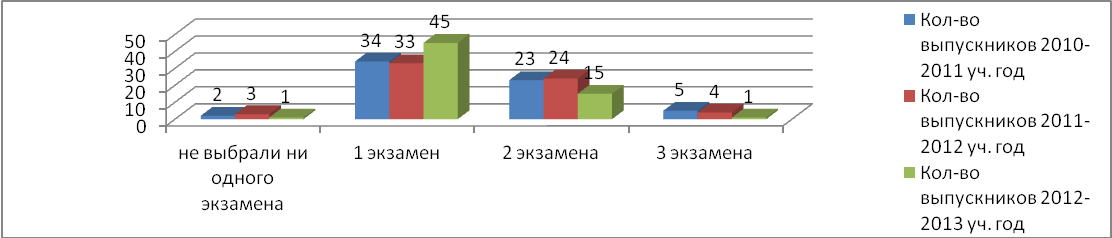 50
40
30
20
10
0
2
3
1
34
33
45
23
24
15
5
4
1
не выбрали ни
одного
экзамена
1 экзамен
2 экзамена
3 экзамена
Кол-во
выпускников 2010-
2011 уч. год
Кол-во
выпускников 2011-
2012 уч. год
Кол-во
выпускников 2012-
2013 уч. год